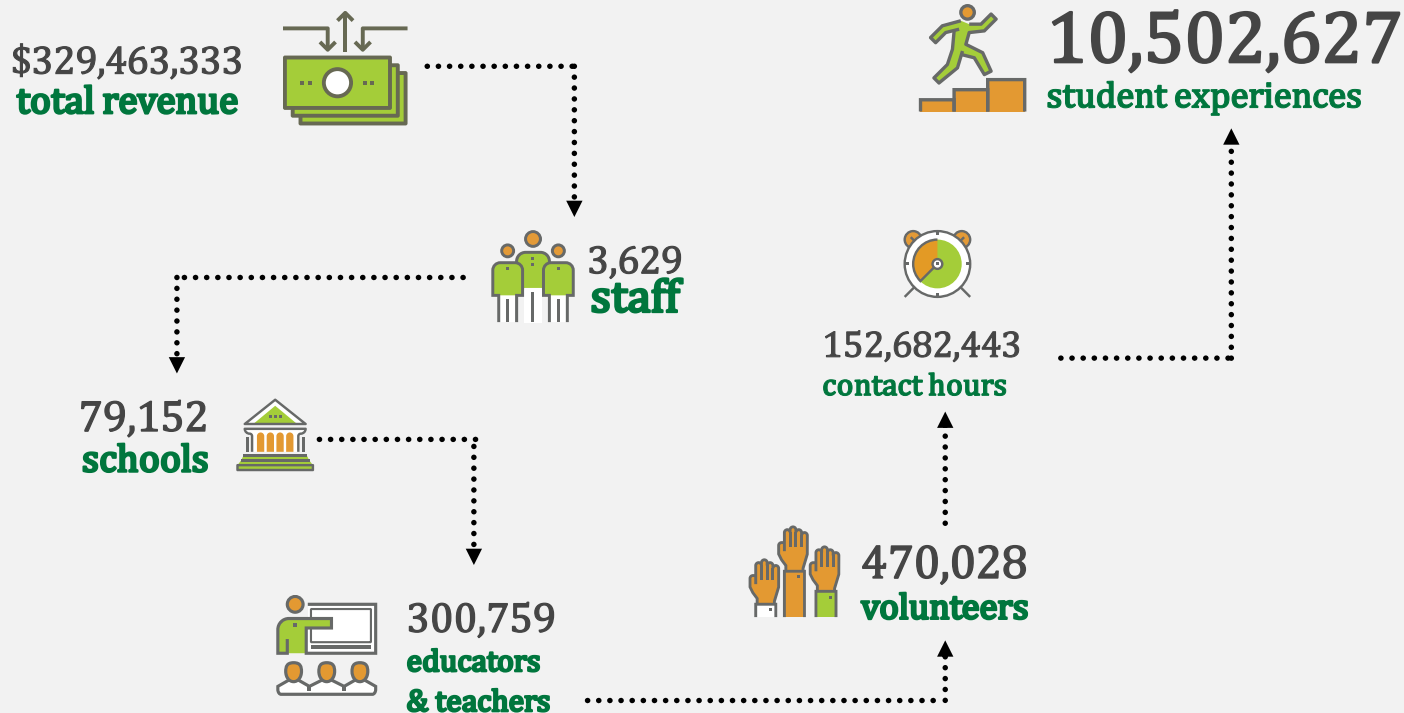 $329,463,333
total revenue
3,629
staff
79,152
schools
300,759
educators
& teachers
470,028
volunteers
152,682,443
contact hours
10,502,627
student experiences